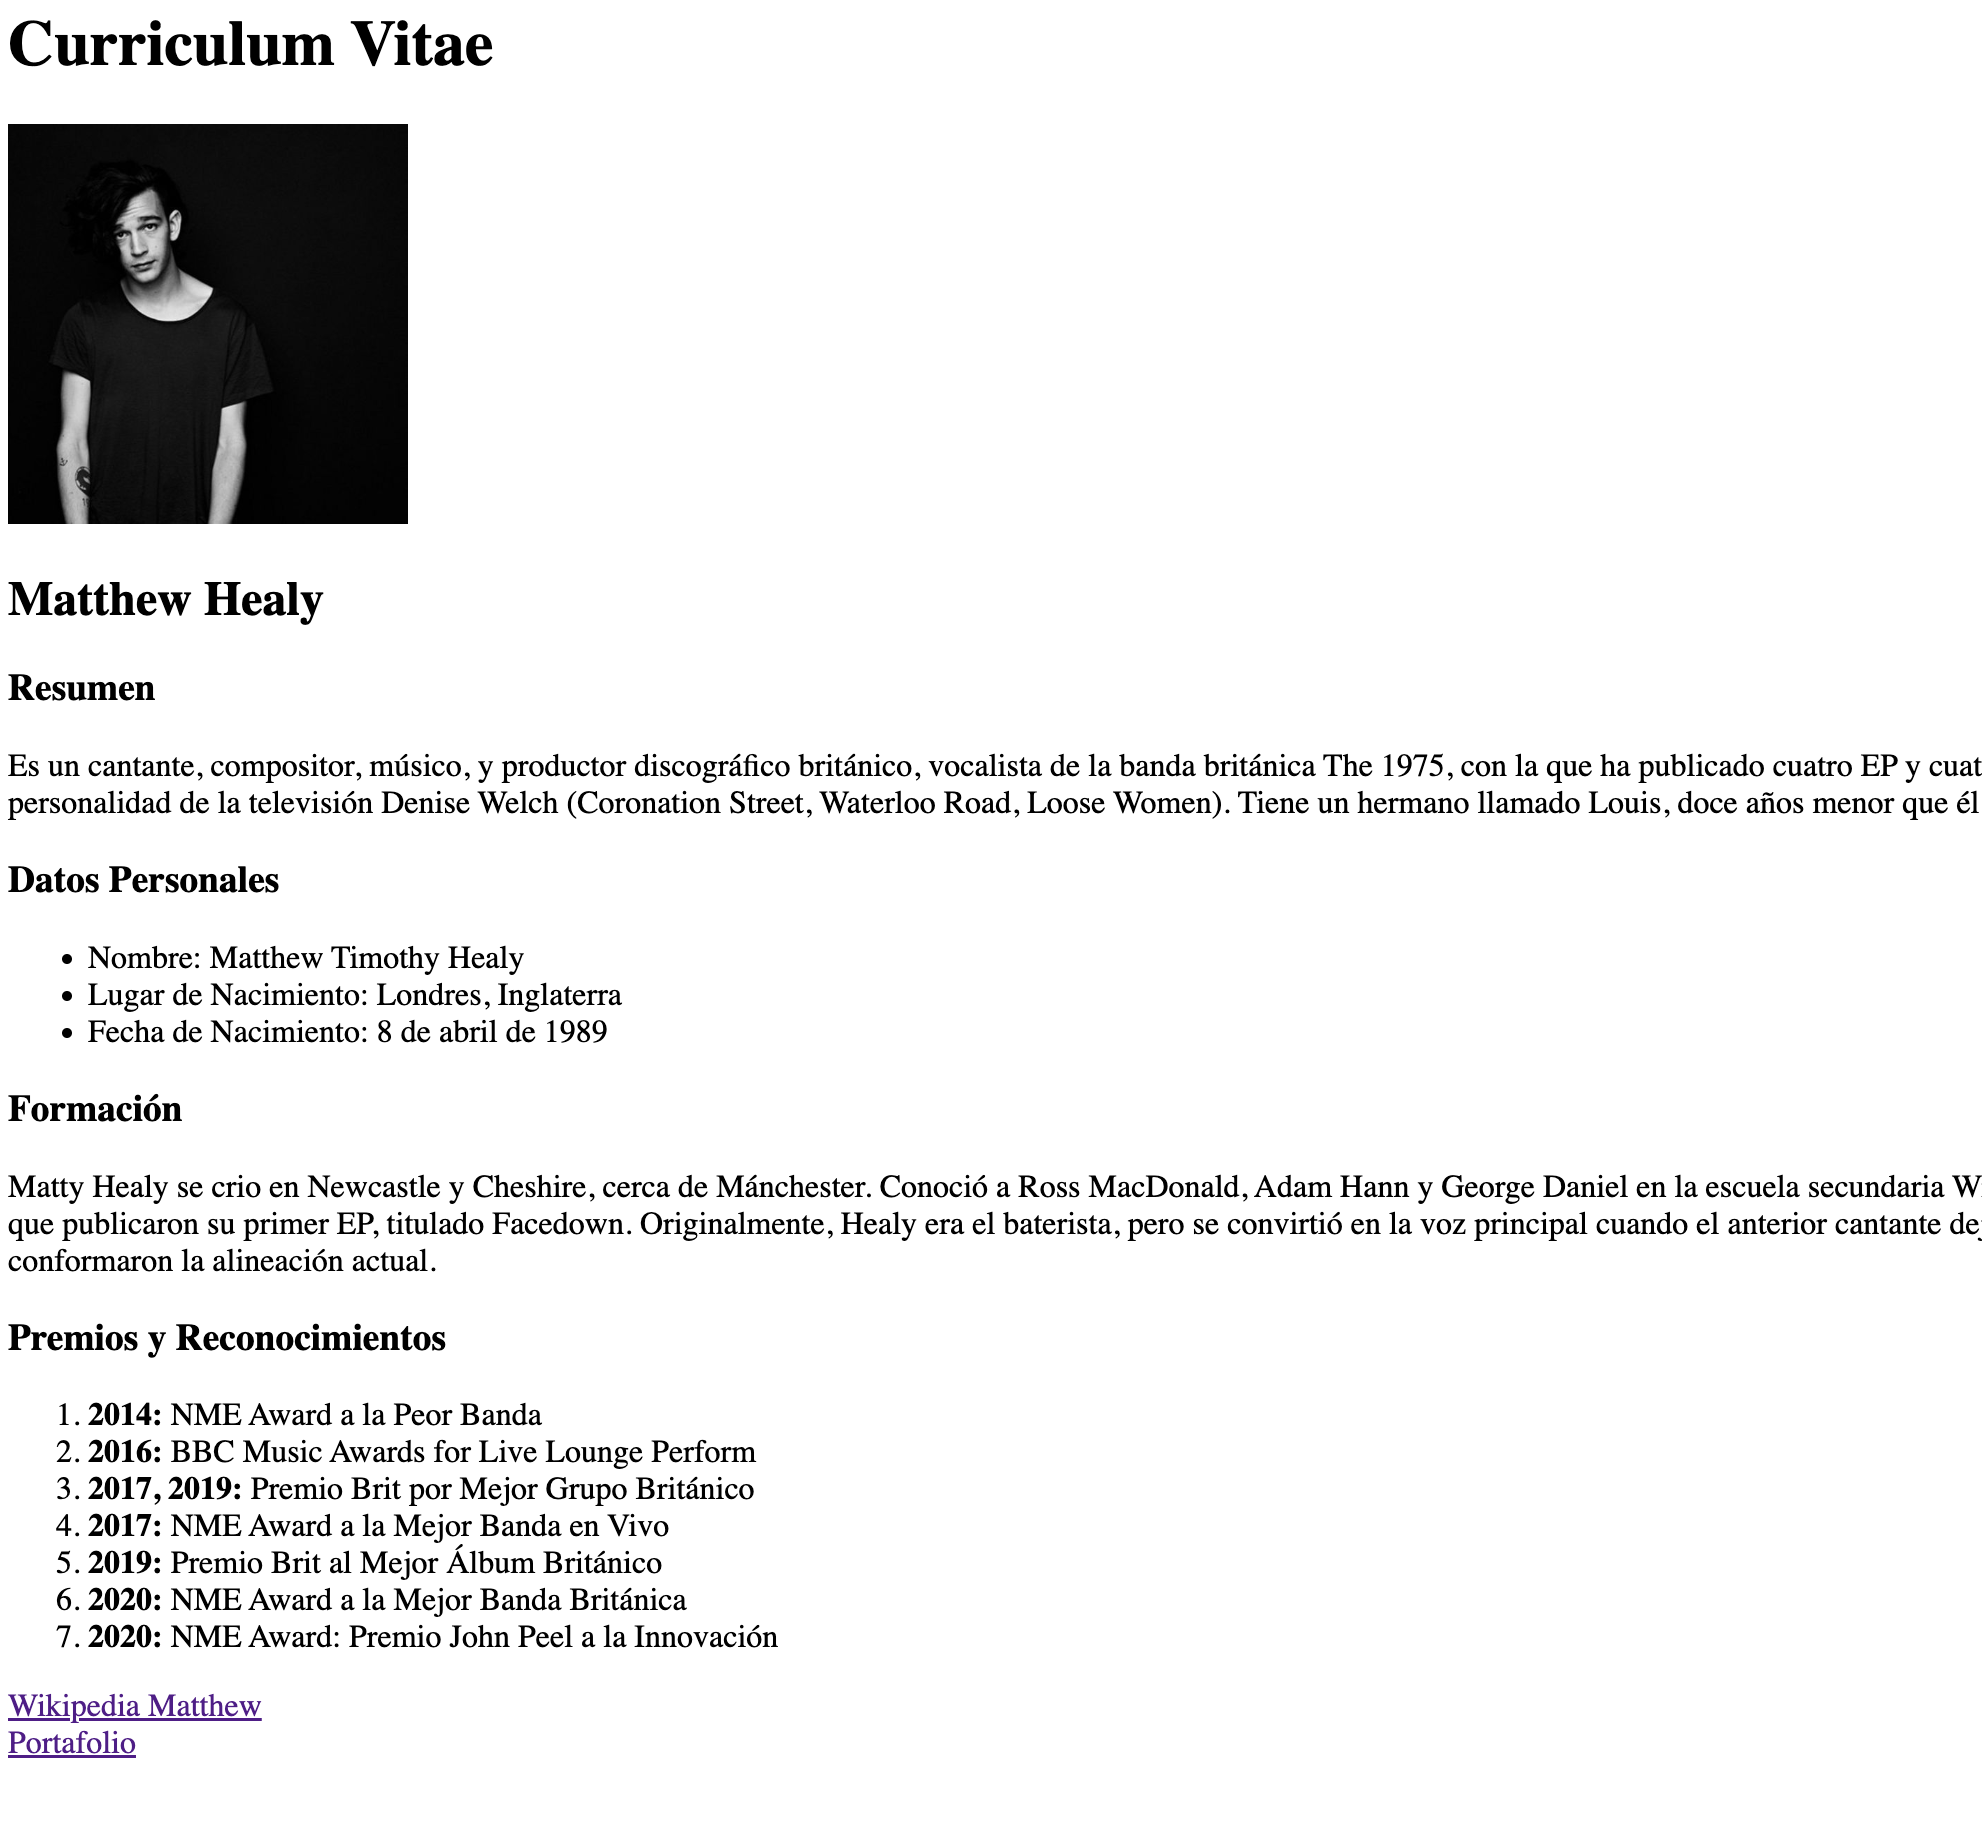 Curriculum Vitae
Matthew Healy
Resumen
Es un cantante, compositor, músico, y productor discográfico británico, vocalista de la banda británica The 1975, con la que ha publicado cuatro EP y
personalidad de la televisión Denise Welch (Coronation Street, Waterloo Road, Loose Women). Tiene un hermano llamado Louis, doce años menor que él
Datos Personales
• Nombre: Matthew Timothy Healy
• Lugar de Nacimiento: Londres, Inglaterra
• Fecha de Nacimiento: 8 de abril de 1989
Formación
Matty Healy se crio en Newcastle y Cheshire, cerca de Mánchester. Conoció a Ross MacDonald, Adam Hann y George Daniel en la escuela secundaria
que publicaron su primer EP, titulado Facedown. Originalmente, Healy era el baterista, pero se convirtió en la voz principal cuando el anterior cantante
conformaron la alineación actual.
Premios y Reconocimientos
1. 2014: NME Award a la Peor Banda
2. 2016: BBC Music Awards for Live Lounge Perform
3. 2017, 2019: Premio Brit por Mejor Grupo Británico
4. 2017: NME Award a la Mejor Banda en Vivo
5. 2019: Premio Brit al Mejor Álbum Británico
6. 2020: NME Award a la Mejor Banda Británica
7. 2020: NME Award: Premio John Peel a la Innovación
Wikipedia Matthew
Portafolio